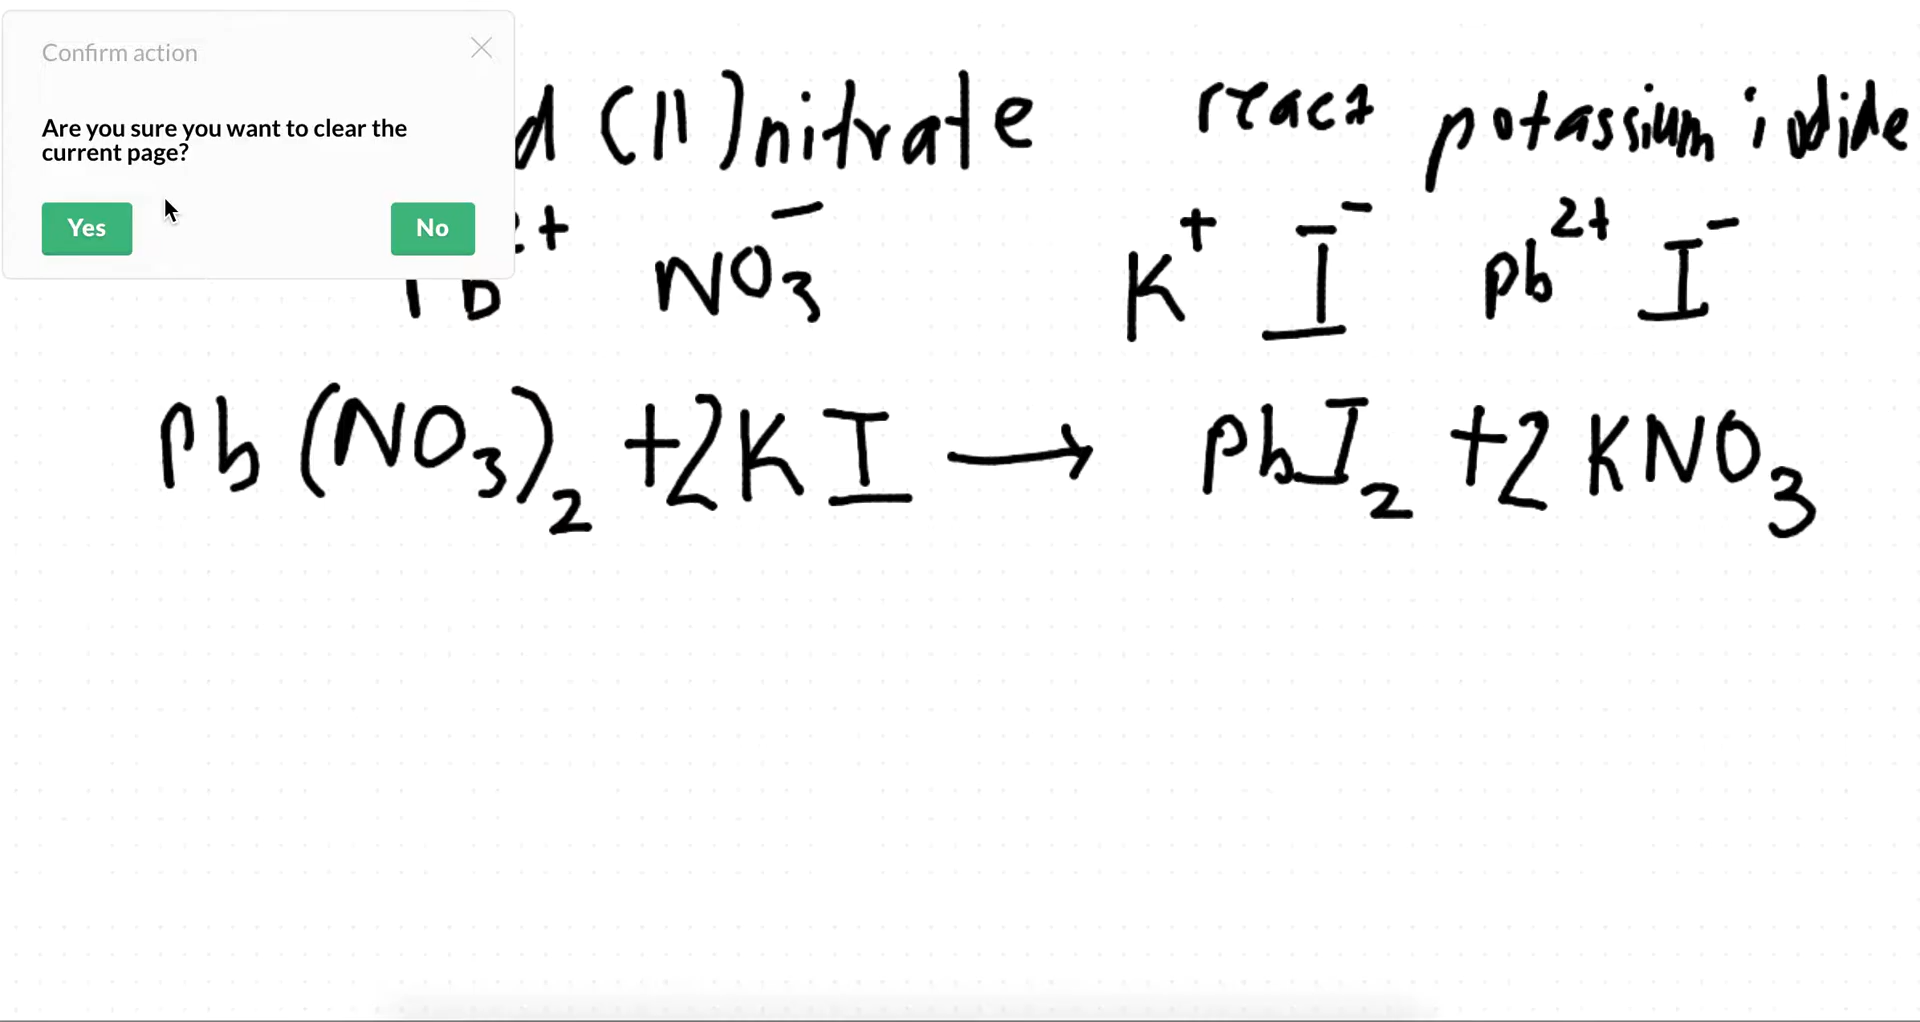 Confirm action
Are you sure you want to clear the
current page?
Yes No
d (II) nitrate react potassium iodide
2+ NO₃⁻ K⁺ I⁻ Pb²⁺ I⁻
Pb(NO₃)₂ + 2KI → PbI₂ + 2KNO₃